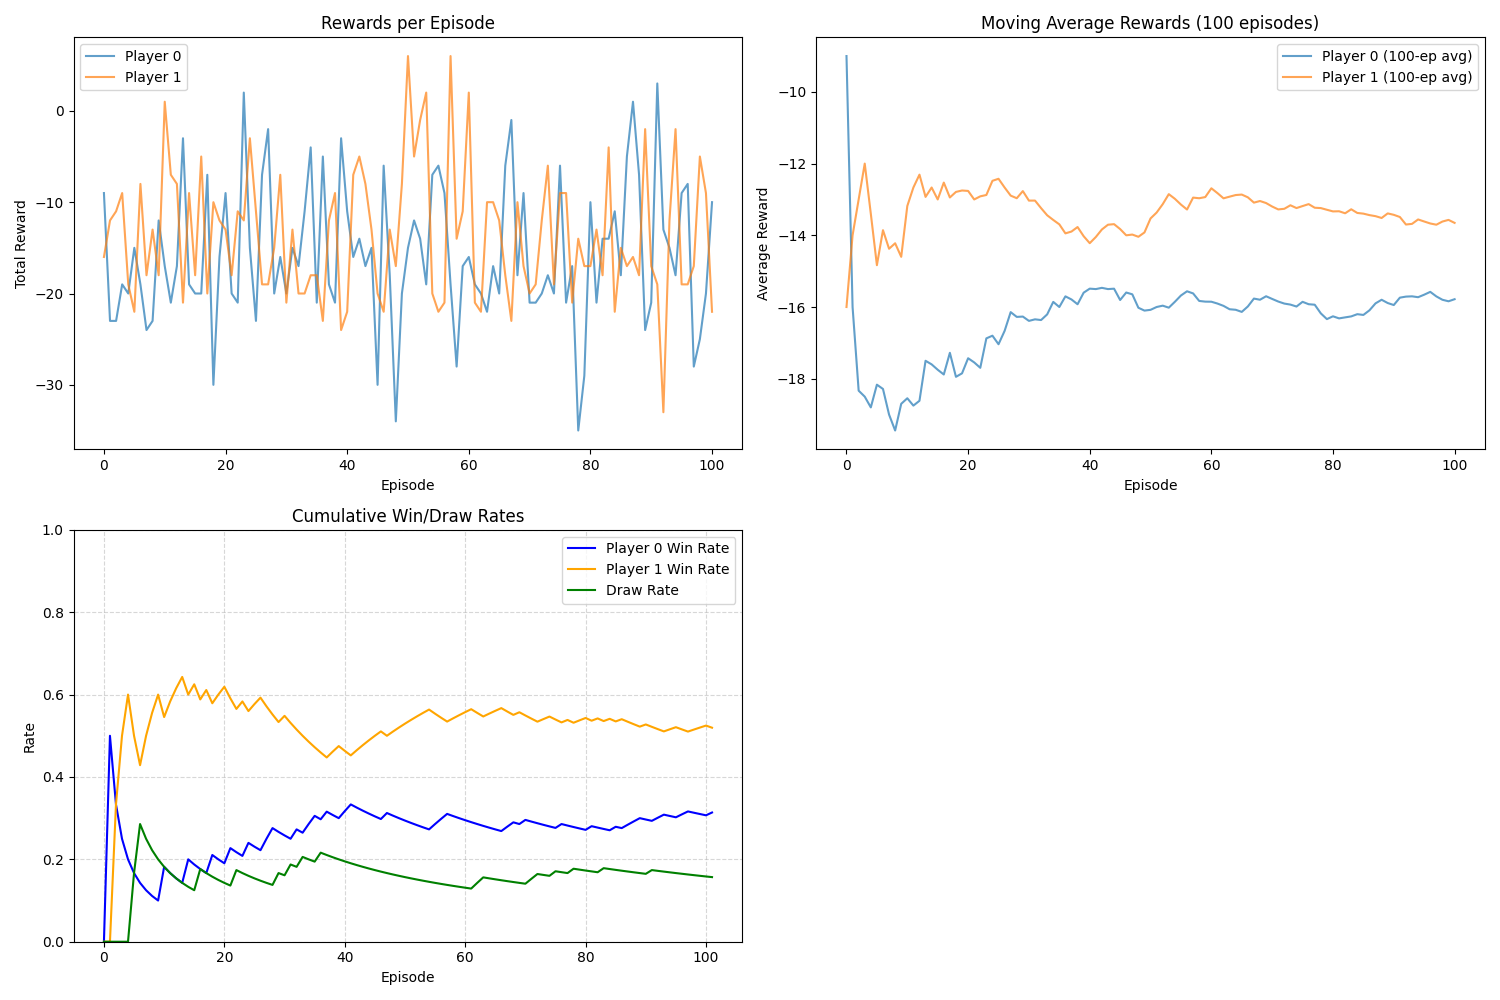 Rewards per Episode
Player 0
Player 1
Total Reward
0
−10
−20
−30
0 20 40 60 80 100
Episode
Moving Average Rewards (100 episodes)
Player 0 (100-ep avg)
Player 1 (100-ep avg)
Average Reward
−10
−12
−14
−16
−18
0 20 40 60 80 100
Episode
Cumulative Win/Draw Rates
Player 0 Win Rate
Player 1 Win Rate
Draw Rate
Rate
1.0
0.8
0.6
0.4
0.2
0.0
0 20 40 60 80 100
Episode